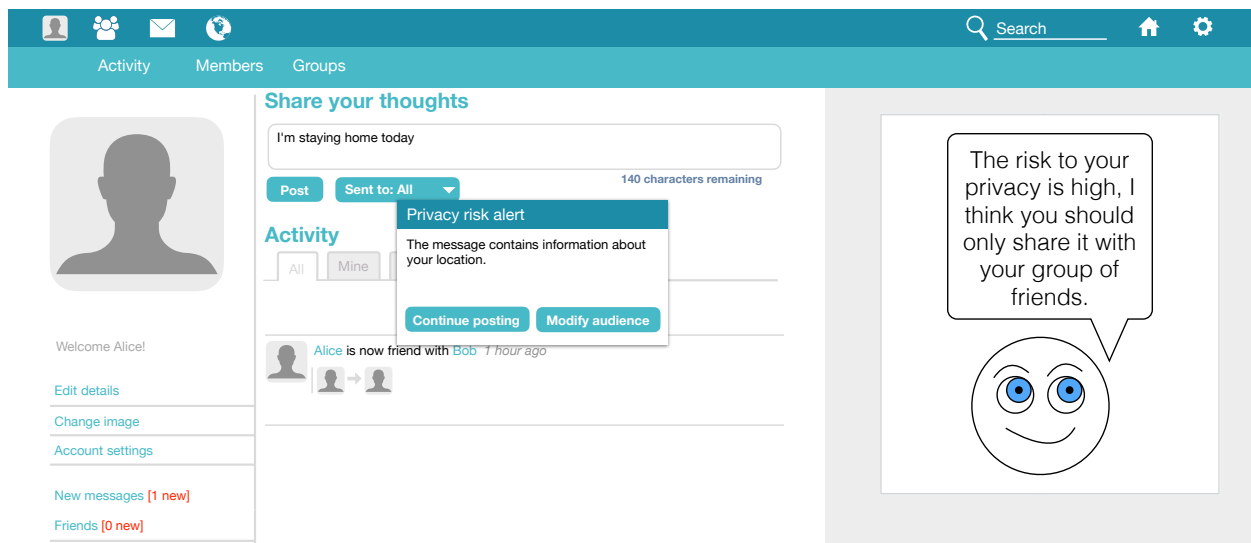 Search
Activity Members Groups
Share your thoughts
I'm staying home today
140 characters remaining
Post Sent to: All
Privacy risk alert
The message contains information about
your location.
Continue posting Modify audience
Activity
All Mine
Alice is now friend with Bob 1 hour ago
Welcome Alice!
Edit details
Change image
Account settings
New messages [1 new]
Friends [0 new]
The risk to your
privacy is high, I
think you should
only share it with
your group of
friends.